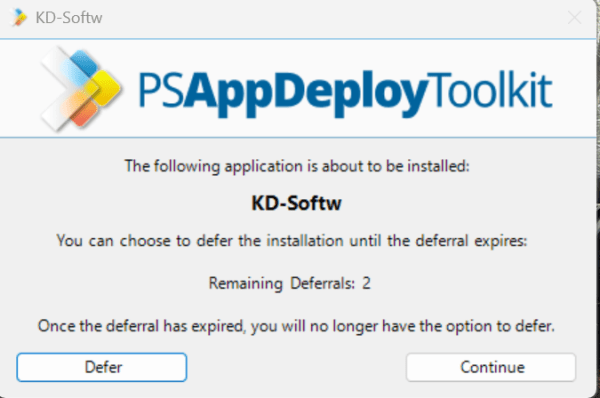 KD-Softw
PSAppDeployToolkit
The following application is about to be installed:
KD-Softw
You can choose to defer the installation until the deferral expires:
Remaining Deferrals: 2
Once the deferral has expired, you will no longer have the option to defer.
Defer
Continue